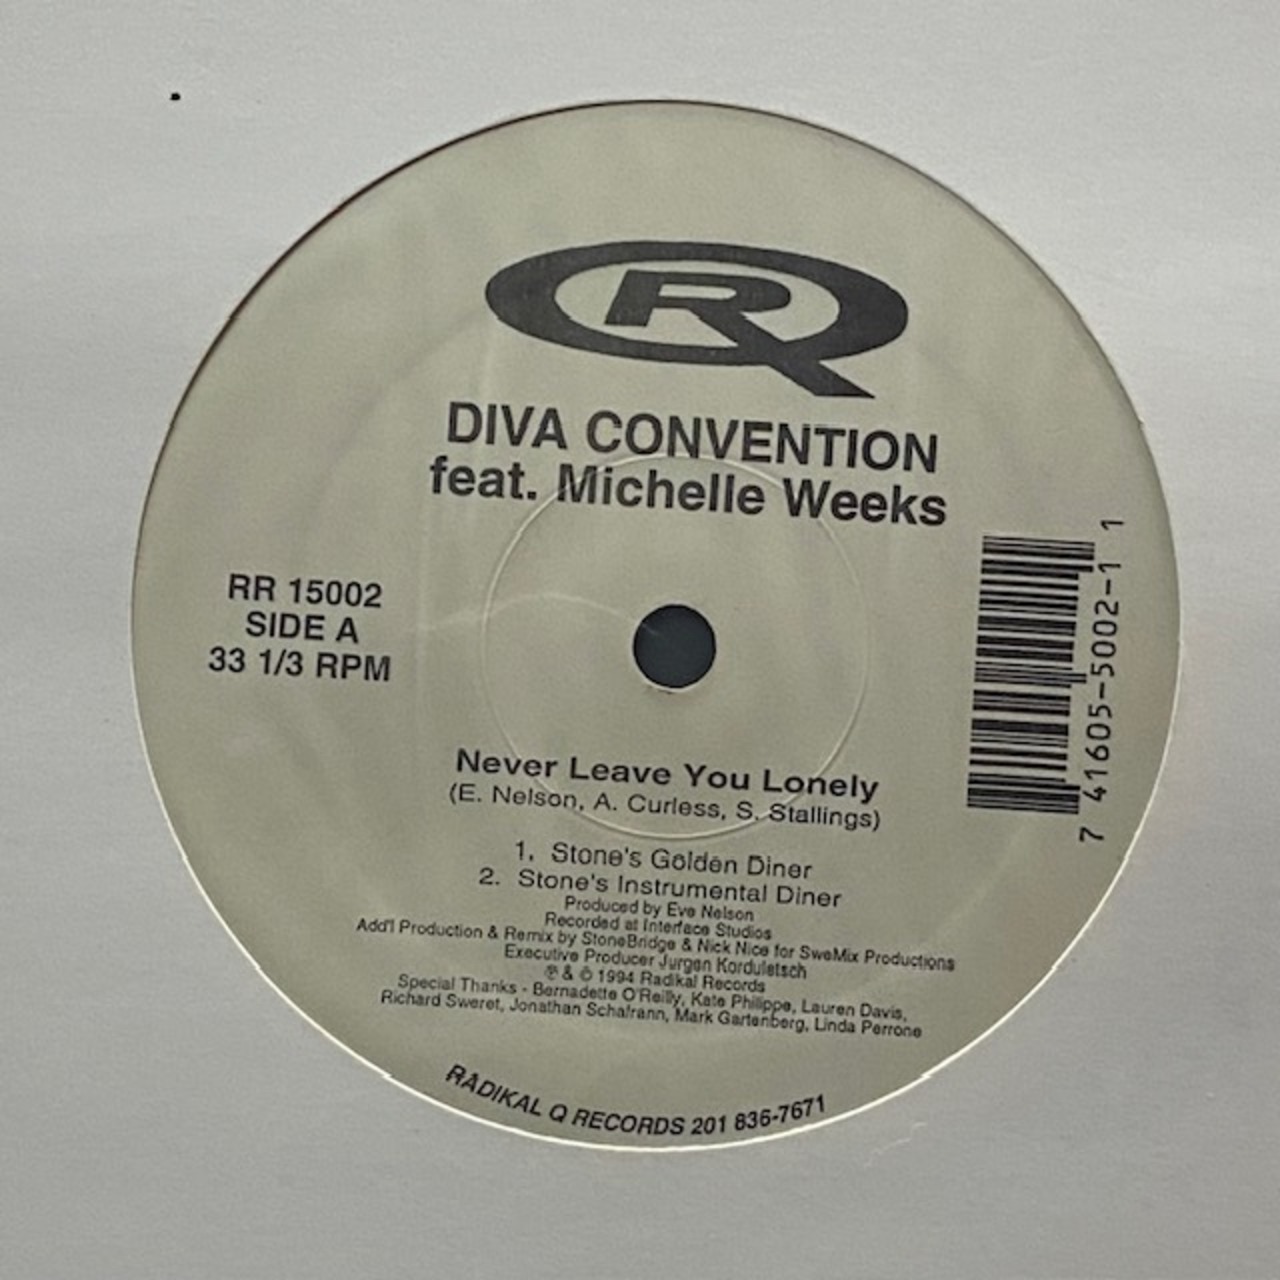 R
DIVA CONVENTION
feat. Michelle Weeks
RR 15002
SIDE A
33 1/3 RPM
7 41605-5002-1 1
Never Leave You Lonely
(E. Nelson, A. Curless, S. Stallings)
1. Stone's Golden Diner
2. Stone's Instrumental Diner
Produced by Eve Nelson
Recorded at Interface Studios
Add'l Production & Remix by StoneBridge & Nick Nice for SweMix Productions
Executive Producer Jurgen Korduletsch
℗ & © 1994 Radikal Records
Special Thanks - Bernadette O'Reilly, Kate Philippe, Lauren Davis,
Richard Sweret, Jonathan Schafrann, Mark Gartenberg, Linda Perrone
RADIKAL Q RECORDS 201 836-7671